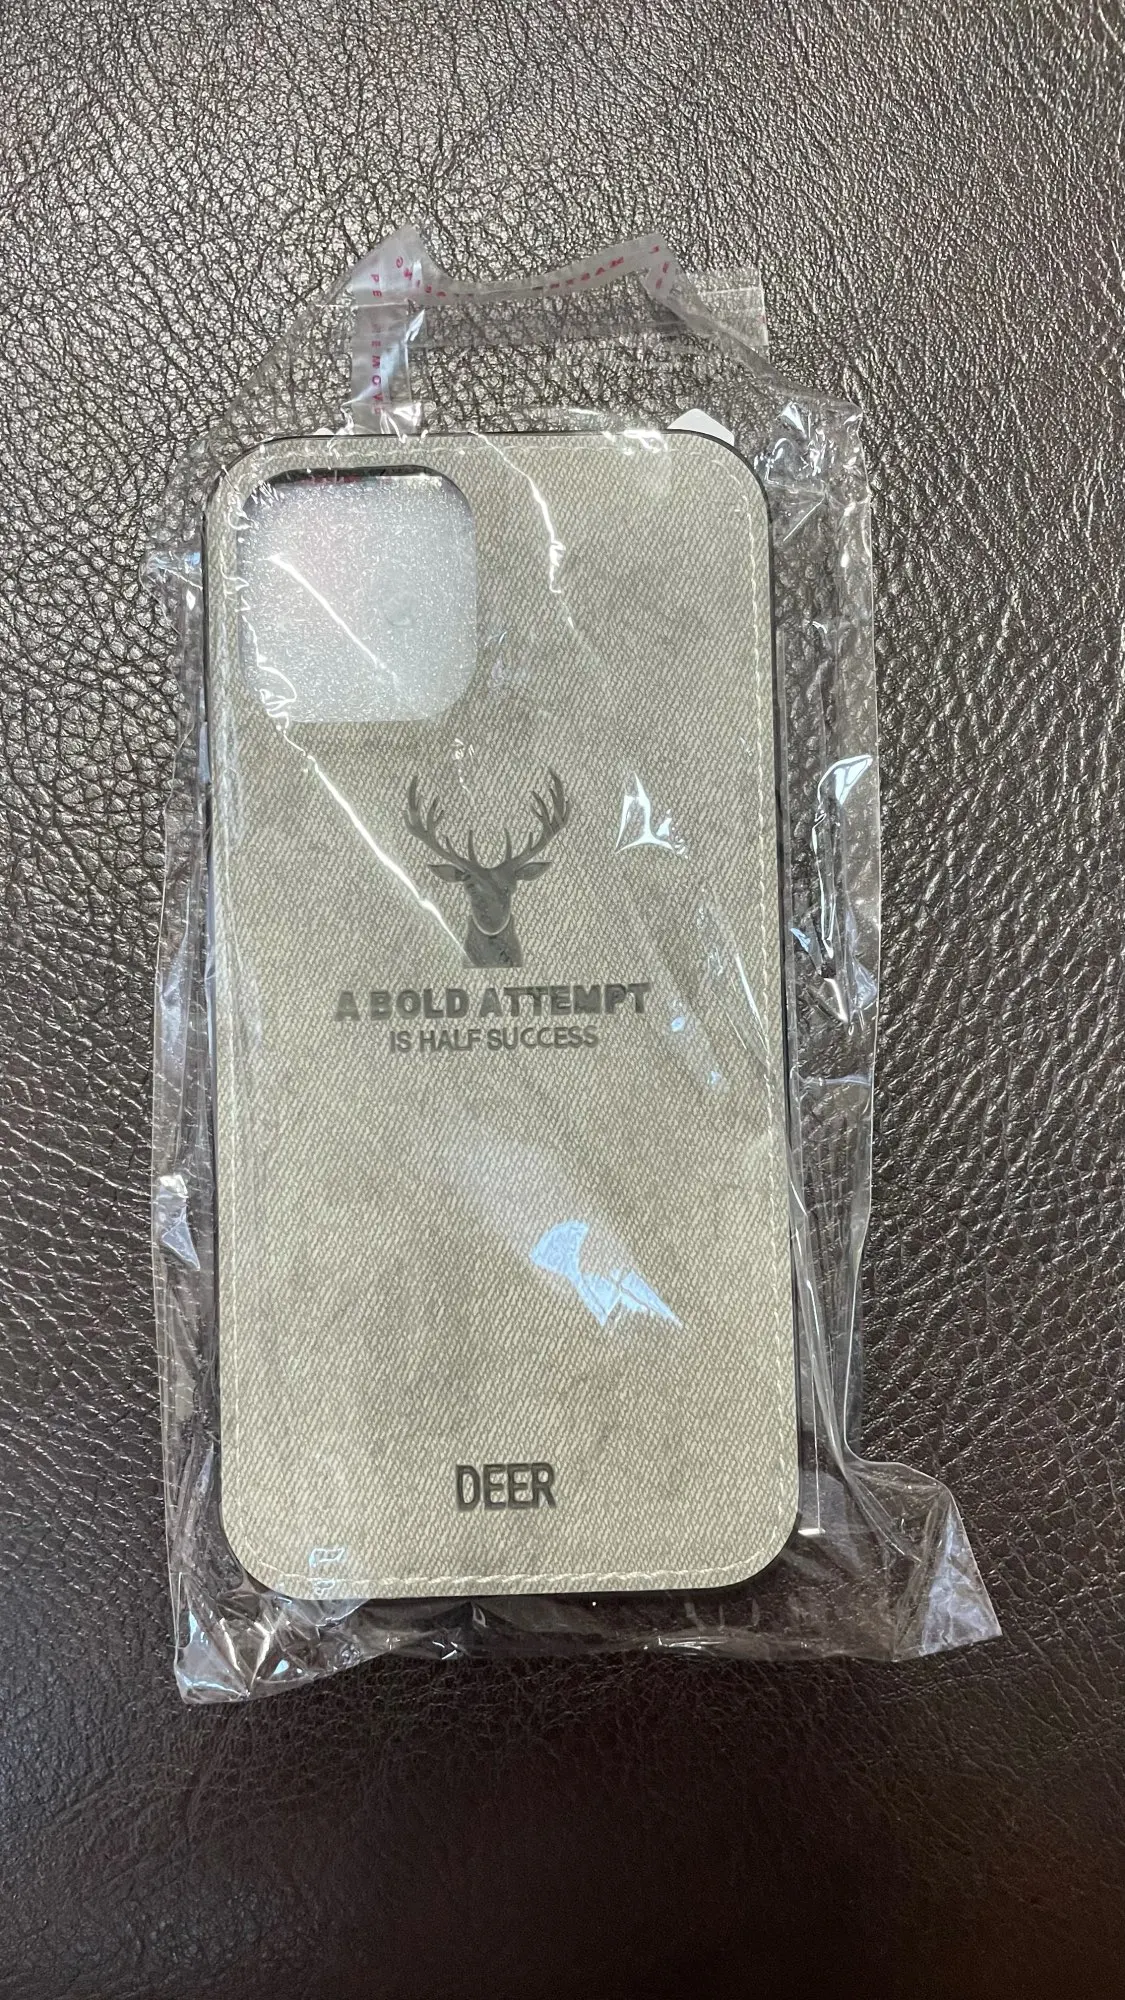 A BOLD ATTEMPT
IS HALF SUCCESS
DEER